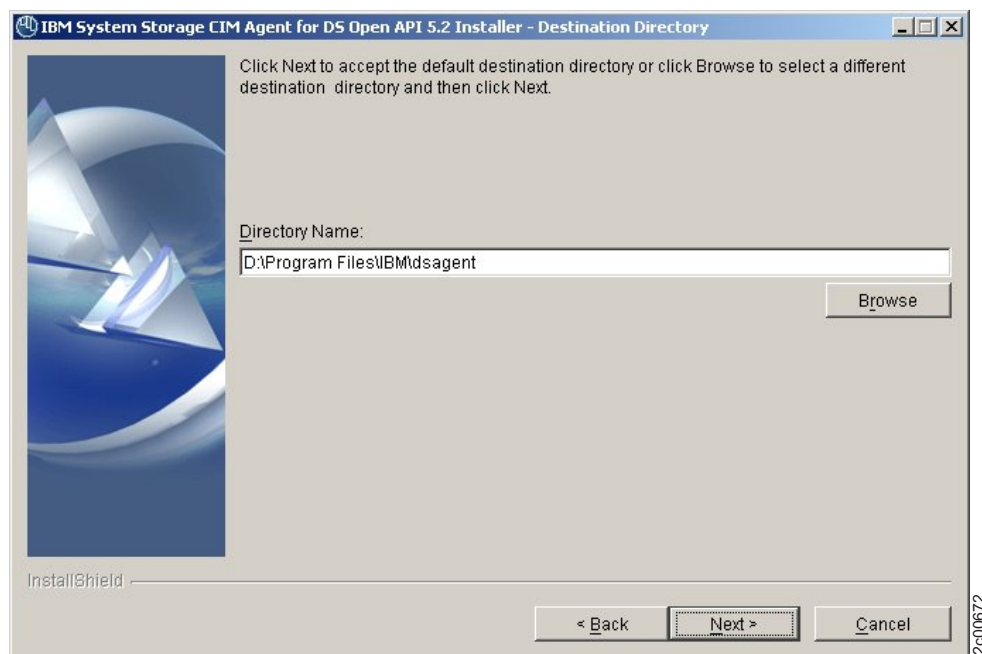 IBM System Storage CIM Agent for DS Open API 5.2 Installer - Destination Directory
Click Next to accept the default destination directory or click Browse to select a different
destination directory and then click Next.
Directory Name:
D:\Program Files\IBM\dsagent
Browse
InstallShield
< Back
Next >
Cancel
2c00672